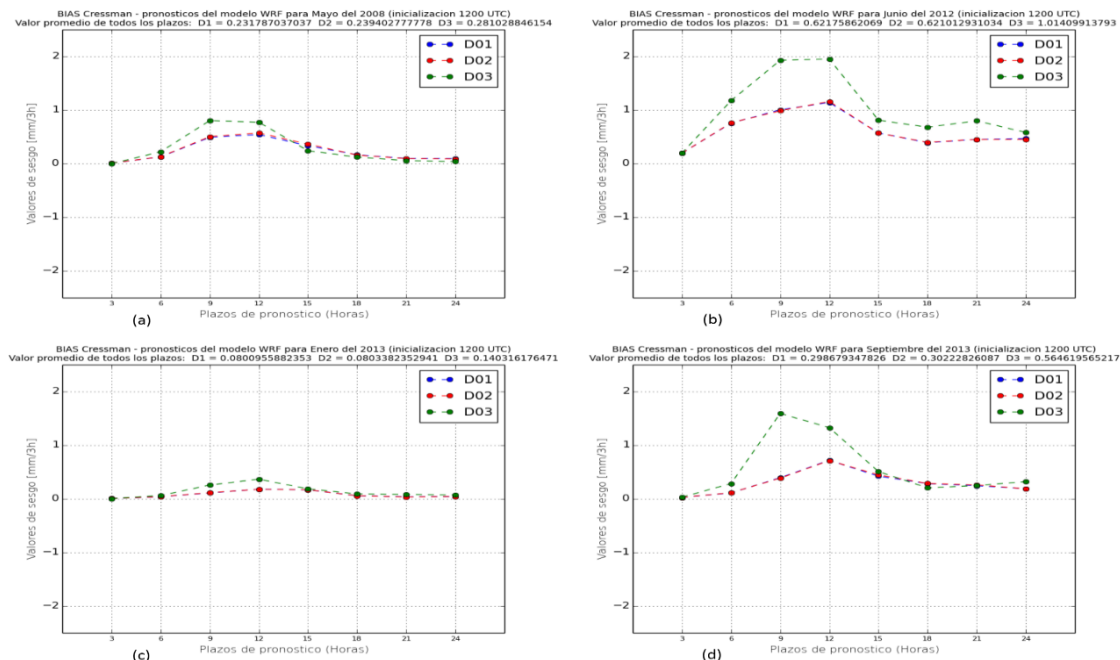 BIAS Cressman - pronosticos del modelo WRF para Mayo del 2008 (inicializacion 1200 UTC)
Valor promedio de todos los plazos: D1 = 0.231787037037 D2 = 0.239402777778 D3 = 0.281028846154
Valores de sesgo [mm/3h]
2
1
0
−1
−2
D01
D02
D03
3 6 9 12 15 18 21 24
Plazos de pronostico (Horas)
(a)
BIAS Cressman - pronosticos del modelo WRF para Junio del 2012 (inicializacion 1200 UTC)
Valor promedio de todos los plazos: D1 = 0.62175862069 D2 = 0.621012931034 D3 = 1.01409913793
Valores de sesgo [mm/3h]
2
1
0
−1
−2
D01
D02
D03
3 6 9 12 15 18 21 24
Plazos de pronostico (Horas)
(b)
BIAS Cressman - pronosticos del modelo WRF para Enero del 2013 (inicializacion 1200 UTC)
Valor promedio de todos los plazos: D1 = 0.0800955882353 D2 = 0.0803382352941 D3 = 0.140316176471
Valores de sesgo [mm/3h]
2
1
0
−1
−2
D01
D02
D03
3 6 9 12 15 18 21 24
Plazos de pronostico (Horas)
(c)
BIAS Cressman - pronosticos del modelo WRF para Septiembre del 2013 (inicializacion 1200 UTC)
Valor promedio de todos los plazos: D1 = 0.298679347826 D2 = 0.30222826087 D3 = 0.564619565217
Valores de sesgo [mm/3h]
2
1
0
−1
−2
D01
D02
D03
3 6 9 12 15 18 21 24
Plazos de pronostico (Horas)
(d)